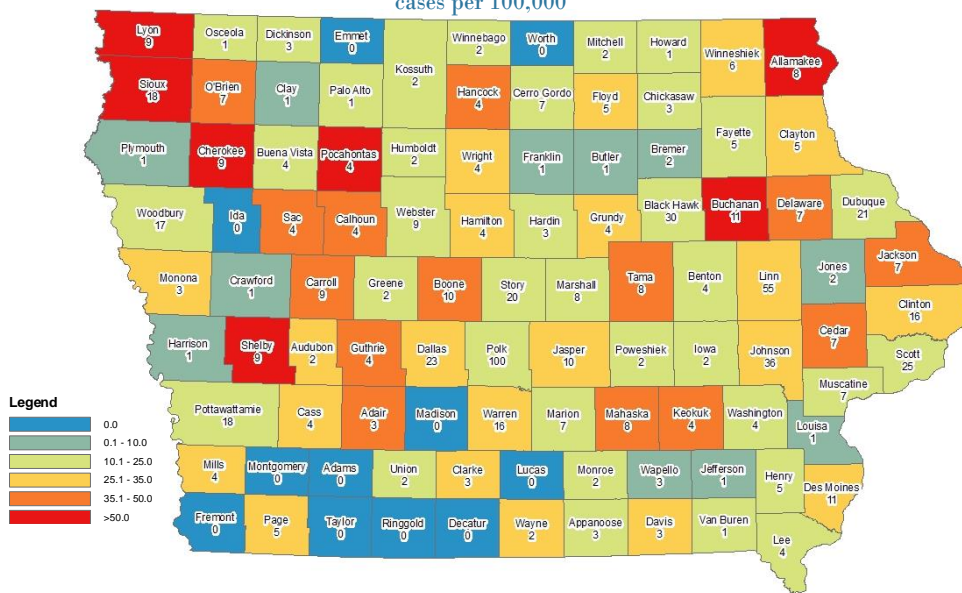 cases per 100,000
Lyon
9
Osceola
1
Dickinson
3
Emmet
0
Winnebago
2
Worth
0
Mitchell
2
Howard
1
Winneshiek
6
Allamakee
8
Kossuth
2
Sioux
18
O'Brien
7
Clay
1
Palo Alto
1
Hancock
4
Cerro Gordo
7
Floyd
5
Chickasaw
3
Fayette
5
Clayton
5
Plymouth
1
Cherokee
9
Buena Vista
4
Pocahontas
4
Humboldt
2
Wright
4
Franklin
1
Butler
1
Bremer
2
Woodbury
17
Ida
0
Sac
4
Calhoun
4
Webster
9
Hamilton
4
Hardin
3
Grundy
4
Black Hawk
30
Buchanan
11
Delaware
7
Dubuque
21
Monona
3
Crawford
1
Carroll
9
Greene
2
Boone
10
Story
20
Marshall
8
Tama
8
Benton
4
Linn
55
Jones
2
Jackson
7
Clinton
16
Harrison
1
Shelby
9
Audubon
2
Guthrie
4
Dallas
23
Polk
100
Jasper
10
Poweshiek
2
Iowa
2
Johnson
36
Cedar
7
Scott
25
Muscatine
7
Pottawattamie
18
Cass
4
Adair
3
Madison
0
Warren
16
Marion
7
Mahaska
8
Keokuk
4
Washington
4
Louisa
1
Mills
4
Montgomery
0
Adams
0
Union
2
Clarke
3
Lucas
0
Monroe
2
Wapello
3
Jefferson
1
Henry
5
Des Moines
11
Fremont
0
Page
5
Taylor
0
Ringgold
0
Decatur
0
Wayne
2
Appanoose
3
Davis
3
Van Buren
1
Lee
4
Legend
0.0
0.1 - 10.0
10.1 - 25.0
25.1 - 35.0
35.1 - 50.0
>50.0